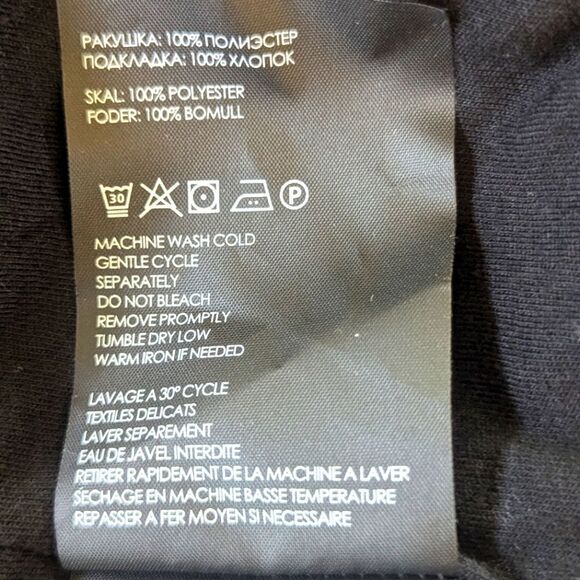 РАКУШКА: 100% ПОЛИЭСТЕР
ПОДКЛАДКА: 100% ХЛОПОК
SKAL: 100% POLYESTER
FODER: 100% BOMULL
30 P
MACHINE WASH COLD
GENTLE CYCLE
SEPARATELY
DO NOT BLEACH
REMOVE PROMPTLY
TUMBLE DRY LOW
WARM IRON IF NEEDED
LAVAGE A 30° CYCLE
TEXTILES DELICATS
LAVER SEPAREMENT
EAU DE JAVEL INTERDITE
RETIRER RAPIDEMENT DE LA MACHINE A LAVER
SECHAGE EN MACHINE BASSE TEMPERATURE
REPASSER A FER MOYEN SI NECESSAIRE